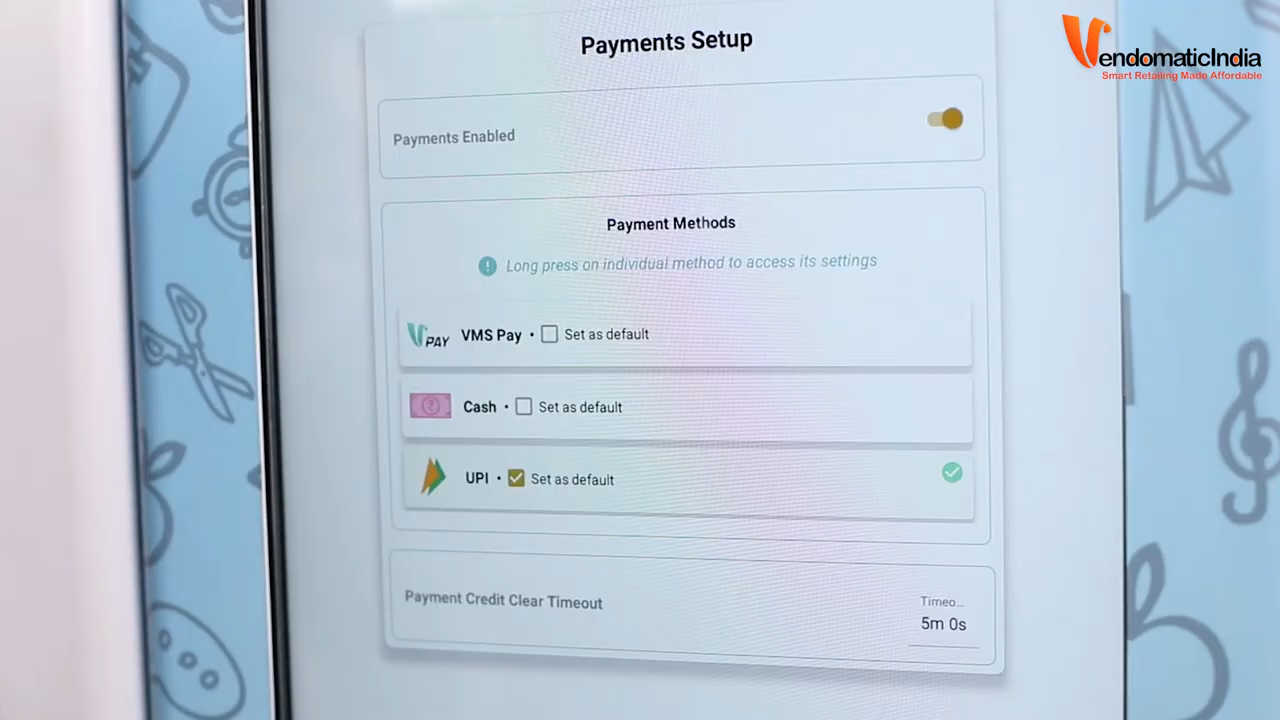 Payments Setup
VendomaticIndia
Smart Retailing Made Affordable
Payments Enabled
Payment Methods
! Long press on individual method to access its settings
VPAY VMS Pay • Set as default
Cash • Set as default
UPI • Set as default
Payment Credit Clear Timeout
Timeo...
5m 0s